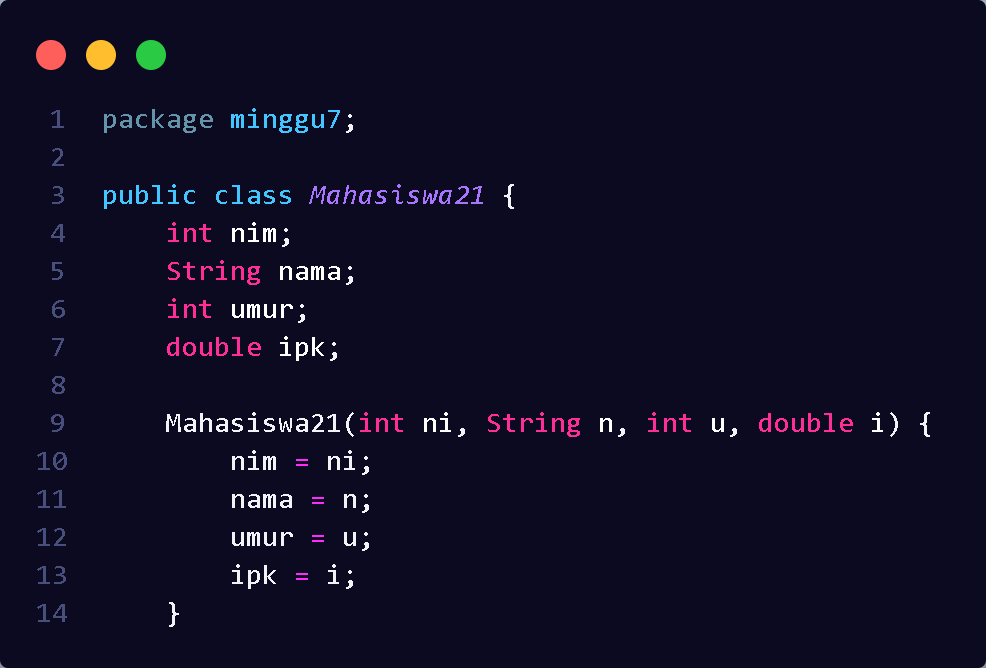 1 package minggu7;
2
3 public class Mahasiswa21 {
4     int nim;
5     String nama;
6     int umur;
7     double ipk;
8
9     Mahasiswa21(int ni, String n, int u, double i) {
10         nim = ni;
11         nama = n;
12         umur = u;
13         ipk = i;
14     }